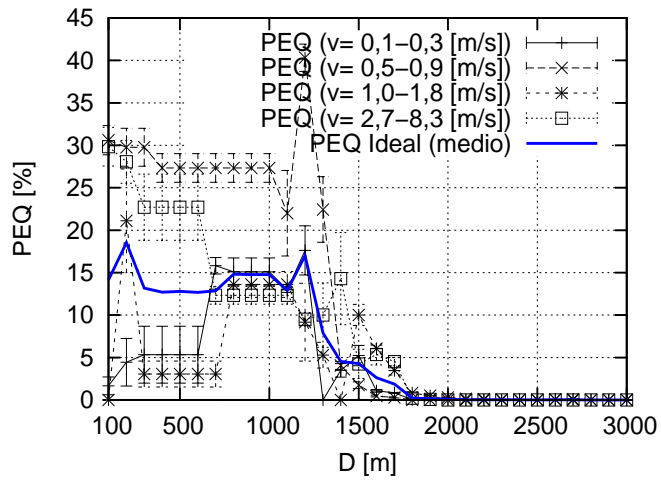 45
40
35
30
25
20
15
10
5
0
PEQ [%]
PEQ (v= 0,1–0,3 [m/s])
PEQ (v= 0,5–0,9 [m/s])
PEQ (v= 1,0–1,8 [m/s])
PEQ (v= 2,7–8,3 [m/s])
PEQ Ideal (medio)
100 500 1000 1500 2000 2500 3000
D [m]